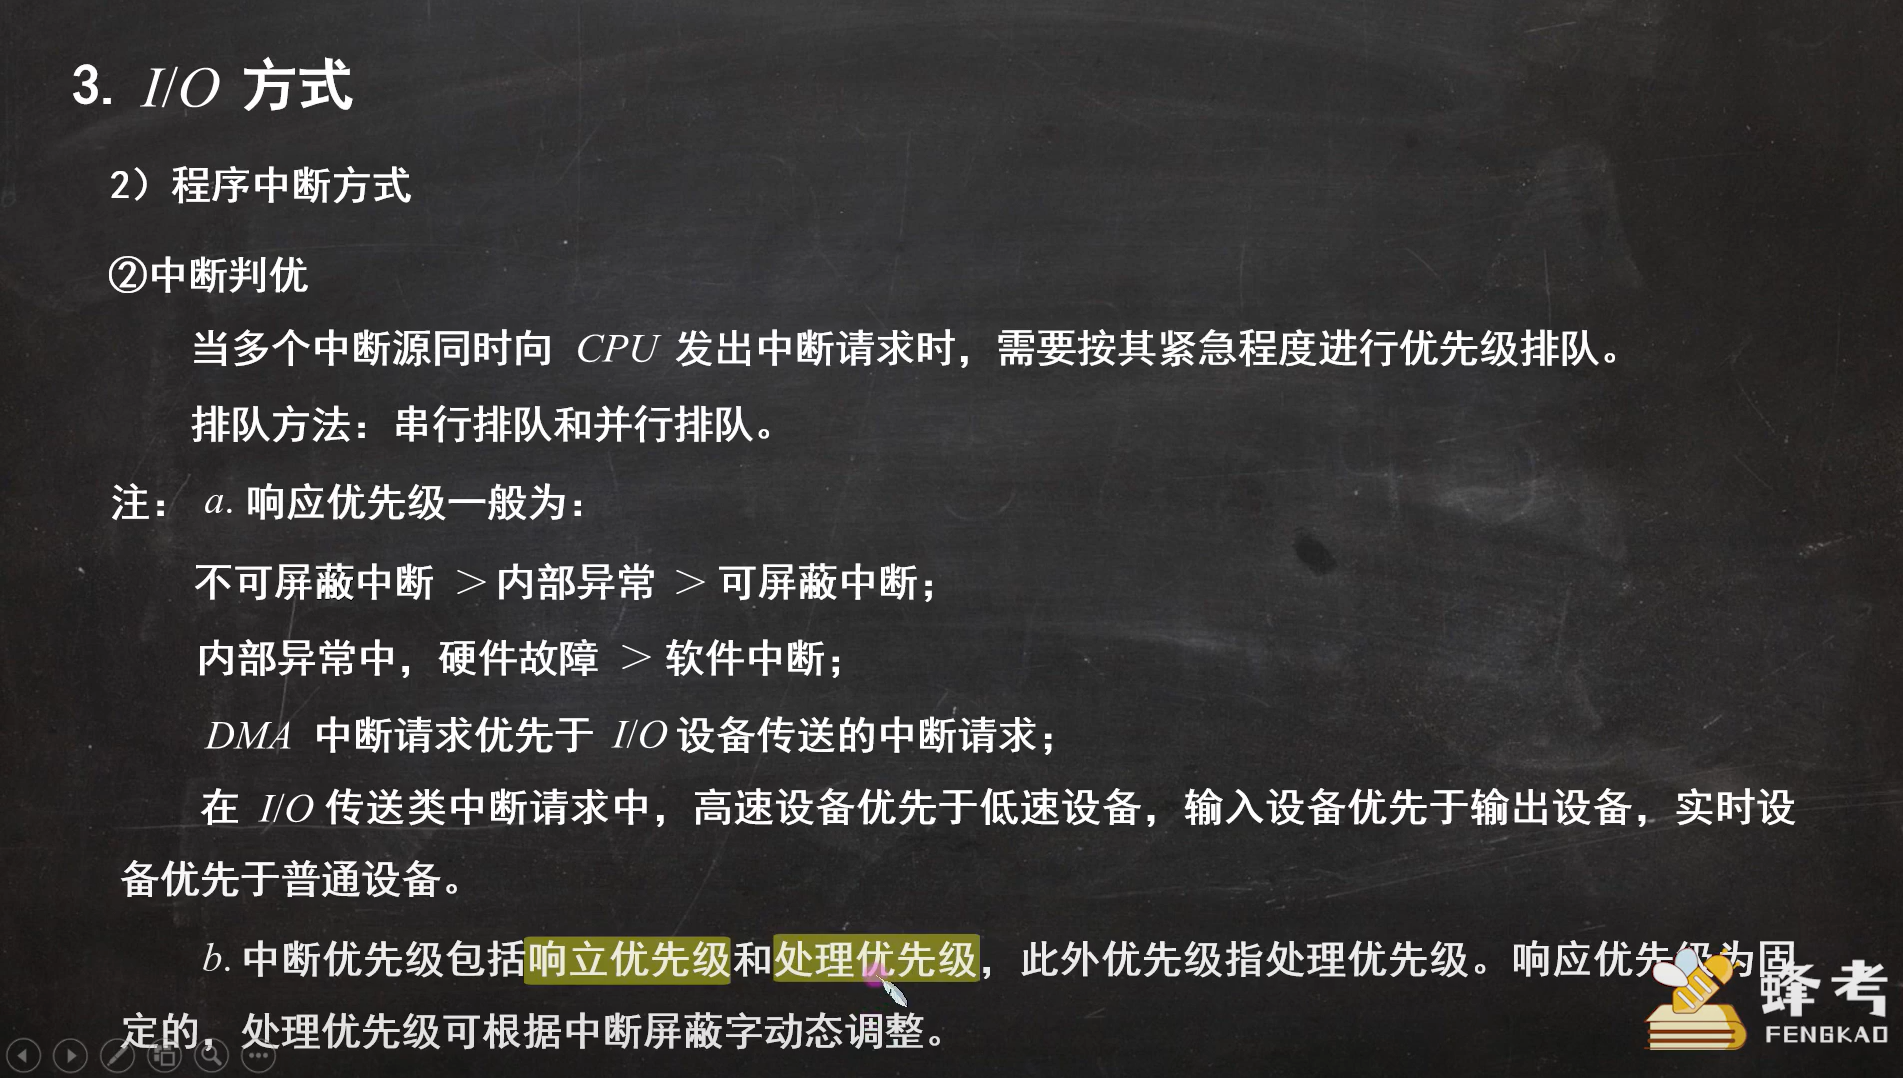 3. I/O 方式
2）程序中断方式
②中断判优
当多个中断源同时向 CPU 发出中断请求时，需要按其紧急程度进行优先级排队。
排队方法：串行排队和并行排队。
注： a. 响应优先级一般为：
不可屏蔽中断 > 内部异常 > 可屏蔽中断；
内部异常中，硬件故障 > 软件中断；
DMA 中断请求优先于 I/O 设备传送的中断请求；
在 I/O 传送类中断请求中，高速设备优先于低速设备，输入设备优先于输出设备，实时设
备优先于普通设备。
b. 中断优先级包括响立优先级和处理优先级，此外优先级指处理优先级。响应优先级为固
定的，处理优先级可根据中断屏蔽字动态调整。
蜂考
FENGKAO